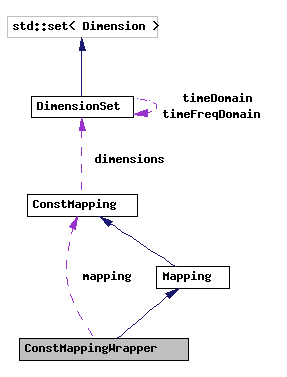 std::set< Dimension >
timeDomain
DimensionSet
timeFreqDomain
dimensions
ConstMapping
mapping
Mapping
ConstMappingWrapper